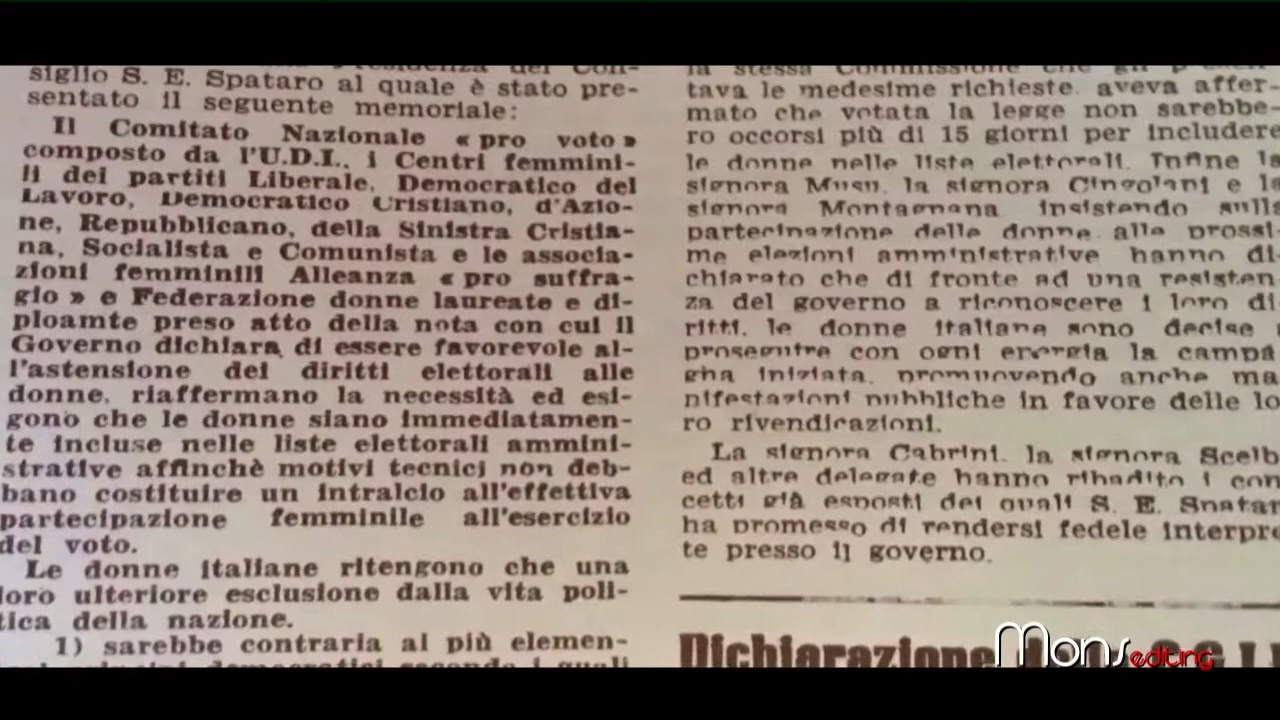 siglio S. E. Spataro al quale è stato pre-
sentato il seguente memoriale:
Il Comitato Nazionale « pro voto »
composto da l'U.D.I., i Centri femmini-
li dei partiti Liberale, Democratico del
Lavoro, Democratico Cristiano, d'Azio-
ne, Repubblicano, della Sinistra Cristia-
na, Socialista e Comunista e le associa-
zioni femminili Alleanza « pro suffra-
gio » e Federazione donne laureate e di-
ploamte preso atto della nota con cui il
Governo dichiara di essere favorevole al-
l'astensione dei diritti elettorali alle
donne, riaffermano la necessità ed esi-
gono che le donne siano immediatamen-
te incluse nelle liste elettorali ammini-
strative affinchè motivi tecnici non deb-
bano costituire un intralcio all'effettiva
partecipazione femminile all'esercizio
del voto.
Le donne italiane ritengono che una
loro ulteriore esclusione dalla vita poli-
tica della nazione.
1) sarebbe contraria ai più elemen-
la stessa Commissione che gli
tava le medesime richieste, aveva affer-
mato che votata la legge non sarebbe-
ro occorsi più di 15 giorni per includere
le donne nelle liste elettorali. Infine la
signora Musu, la signora Cingolani e la
signora Montagnana insistendo sulla
partecipazione delle donne alle prossi-
me elezioni amministrative hanno di-
chiarato che di fronte ad una resisten
za del governo a riconoscere i loro di
ritti, le donne italiane sono decise
proseguire con ogni energia la campa
gna iniziata, promuovendo anche ma
nifestazioni pubbliche in favore delle lo
ro rivendicazioni.
La signora Cabrini, la signora Scelb
ed altre delegate hanno ribadito i con
cetti già esposti dei quali S. E. Spatar
ha promesso di rendersi fedele interpre
te presso il governo.
Dichiarazione
Mons editing